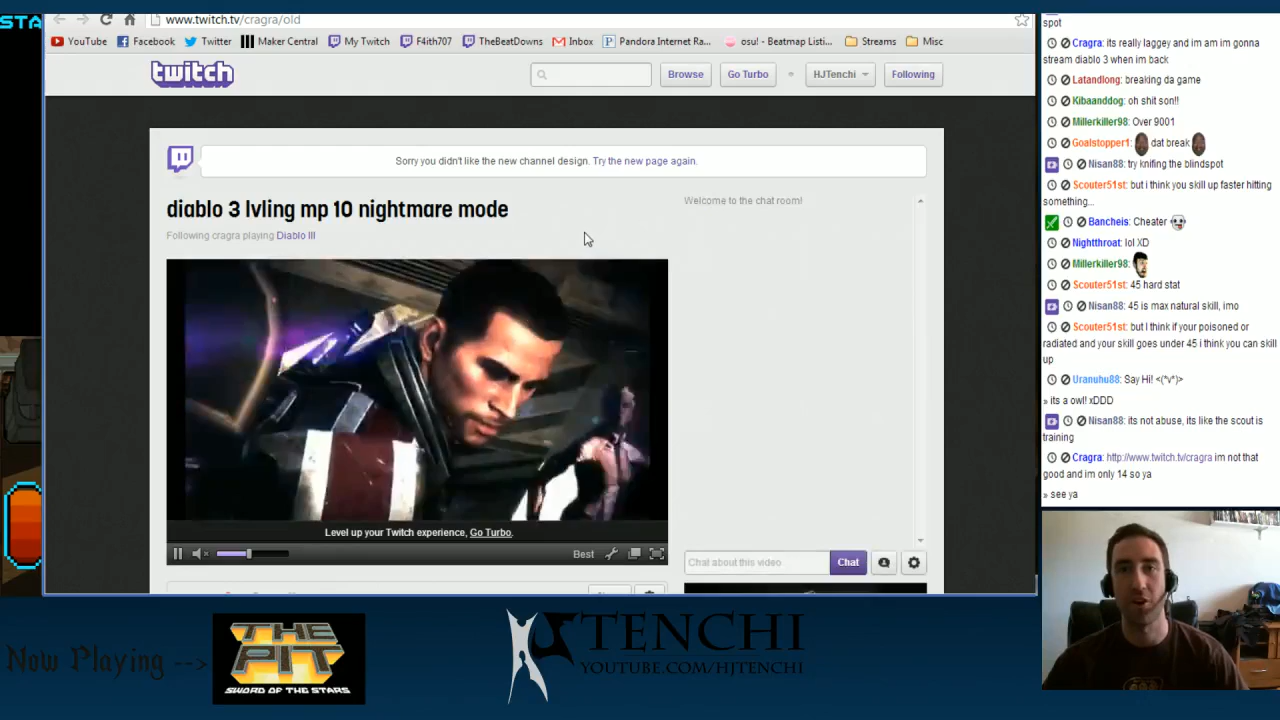 STA
www.twitch.tv/cragra/old
YouTube Facebook Twitter Maker Central My Twitch F4ith707 TheBeatDowns Inbox Pandora Internet Ra... osu! - Beatmap Listi... Streams Misc
twitch
Browse Go Turbo HJTenchi Following
Sorry you didn't like the new channel design. Try the new page again.
diablo 3 lvling mp 10 nightmare mode
Following cragra playing Diablo III
Welcome to the chat room!
Level up your Twitch experience, Go Turbo.
Best
Chat about this video Chat
spot
Cragra: its really laggey and im am im gonna
stream diablo 3 when im back
Latandlong: breaking da game
Kibaanddog: oh shit son!!
Millerkiller98: Over 9001
Goalstopper1: dat break
Nisan88: try knifing the blindspot
Scouter51st: but i think you skill up faster hitting
something...
Bancheis: Cheater
Nightthroat: lol XD
Millerkiller98:
Scouter51st: 45 hard stat
Nisan88: 45 is max natural skill, imo
Scouter51st: but I think if your poisoned or
radiated and your skill goes under 45 i think you can skill
up
Uranuhu88: Say Hi! <(*v*)>
» its a owl! xDDD
Nisan88: its not abuse, its like the scout is
training
Cragra: http://www.twitch.tv/cragra im not that
good and im only 14 so ya
» see ya
Now Playing -->
THE
PIT
SWORD OF THE STARS
TENCHI
YOUTUBE.COM/HJTENCHI